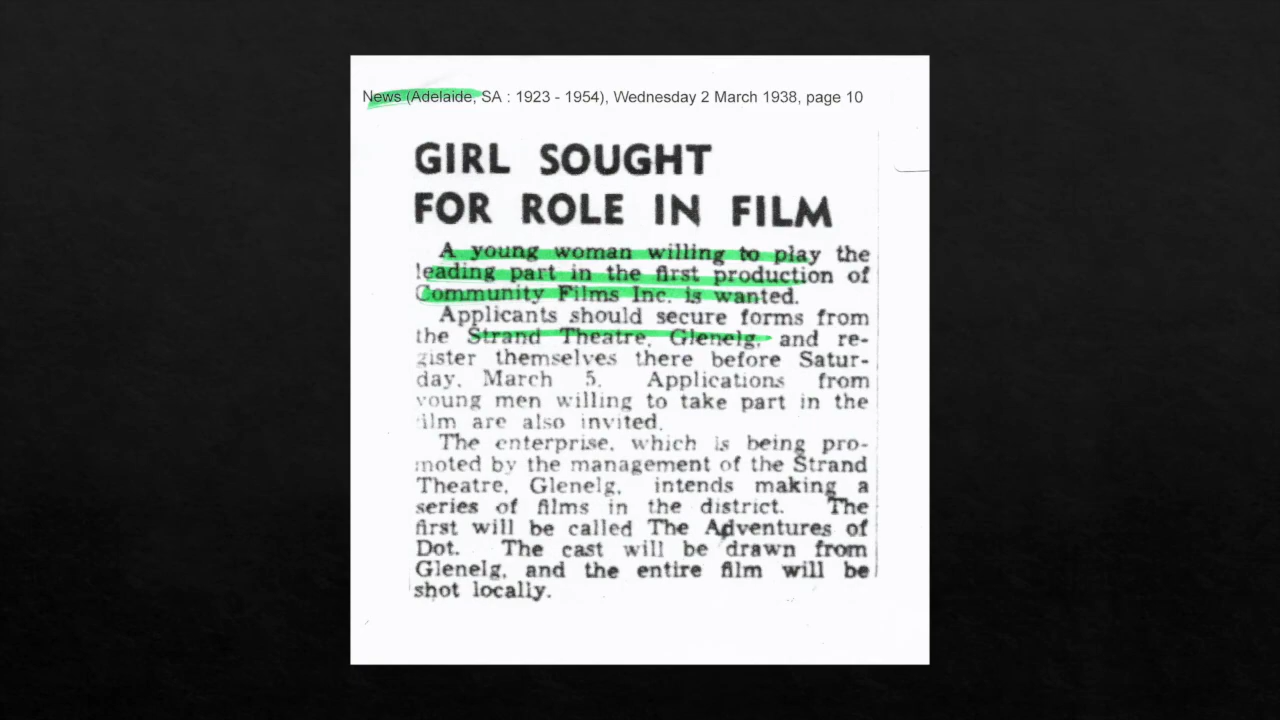 News (Adelaide, SA : 1923 - 1954), Wednesday 2 March 1938, page 10
GIRL SOUGHT
FOR ROLE IN FILM
A young woman willing to play the
leading part in the first production of
Community Films Inc. is wanted.
Applicants should secure forms from
the Strand Theatre, Glenelg, and re-
gister themselves there before Satur-
day, March 5. Applications from
young men willing to take part in the
film are also invited.
The enterprise, which is being pro-
moted by the management of the Strand
Theatre, Glenelg, intends making a
series of films in the district. The
first will be called The Adventures of
Dot. The cast will be drawn from
Glenelg, and the entire film will be
shot locally.